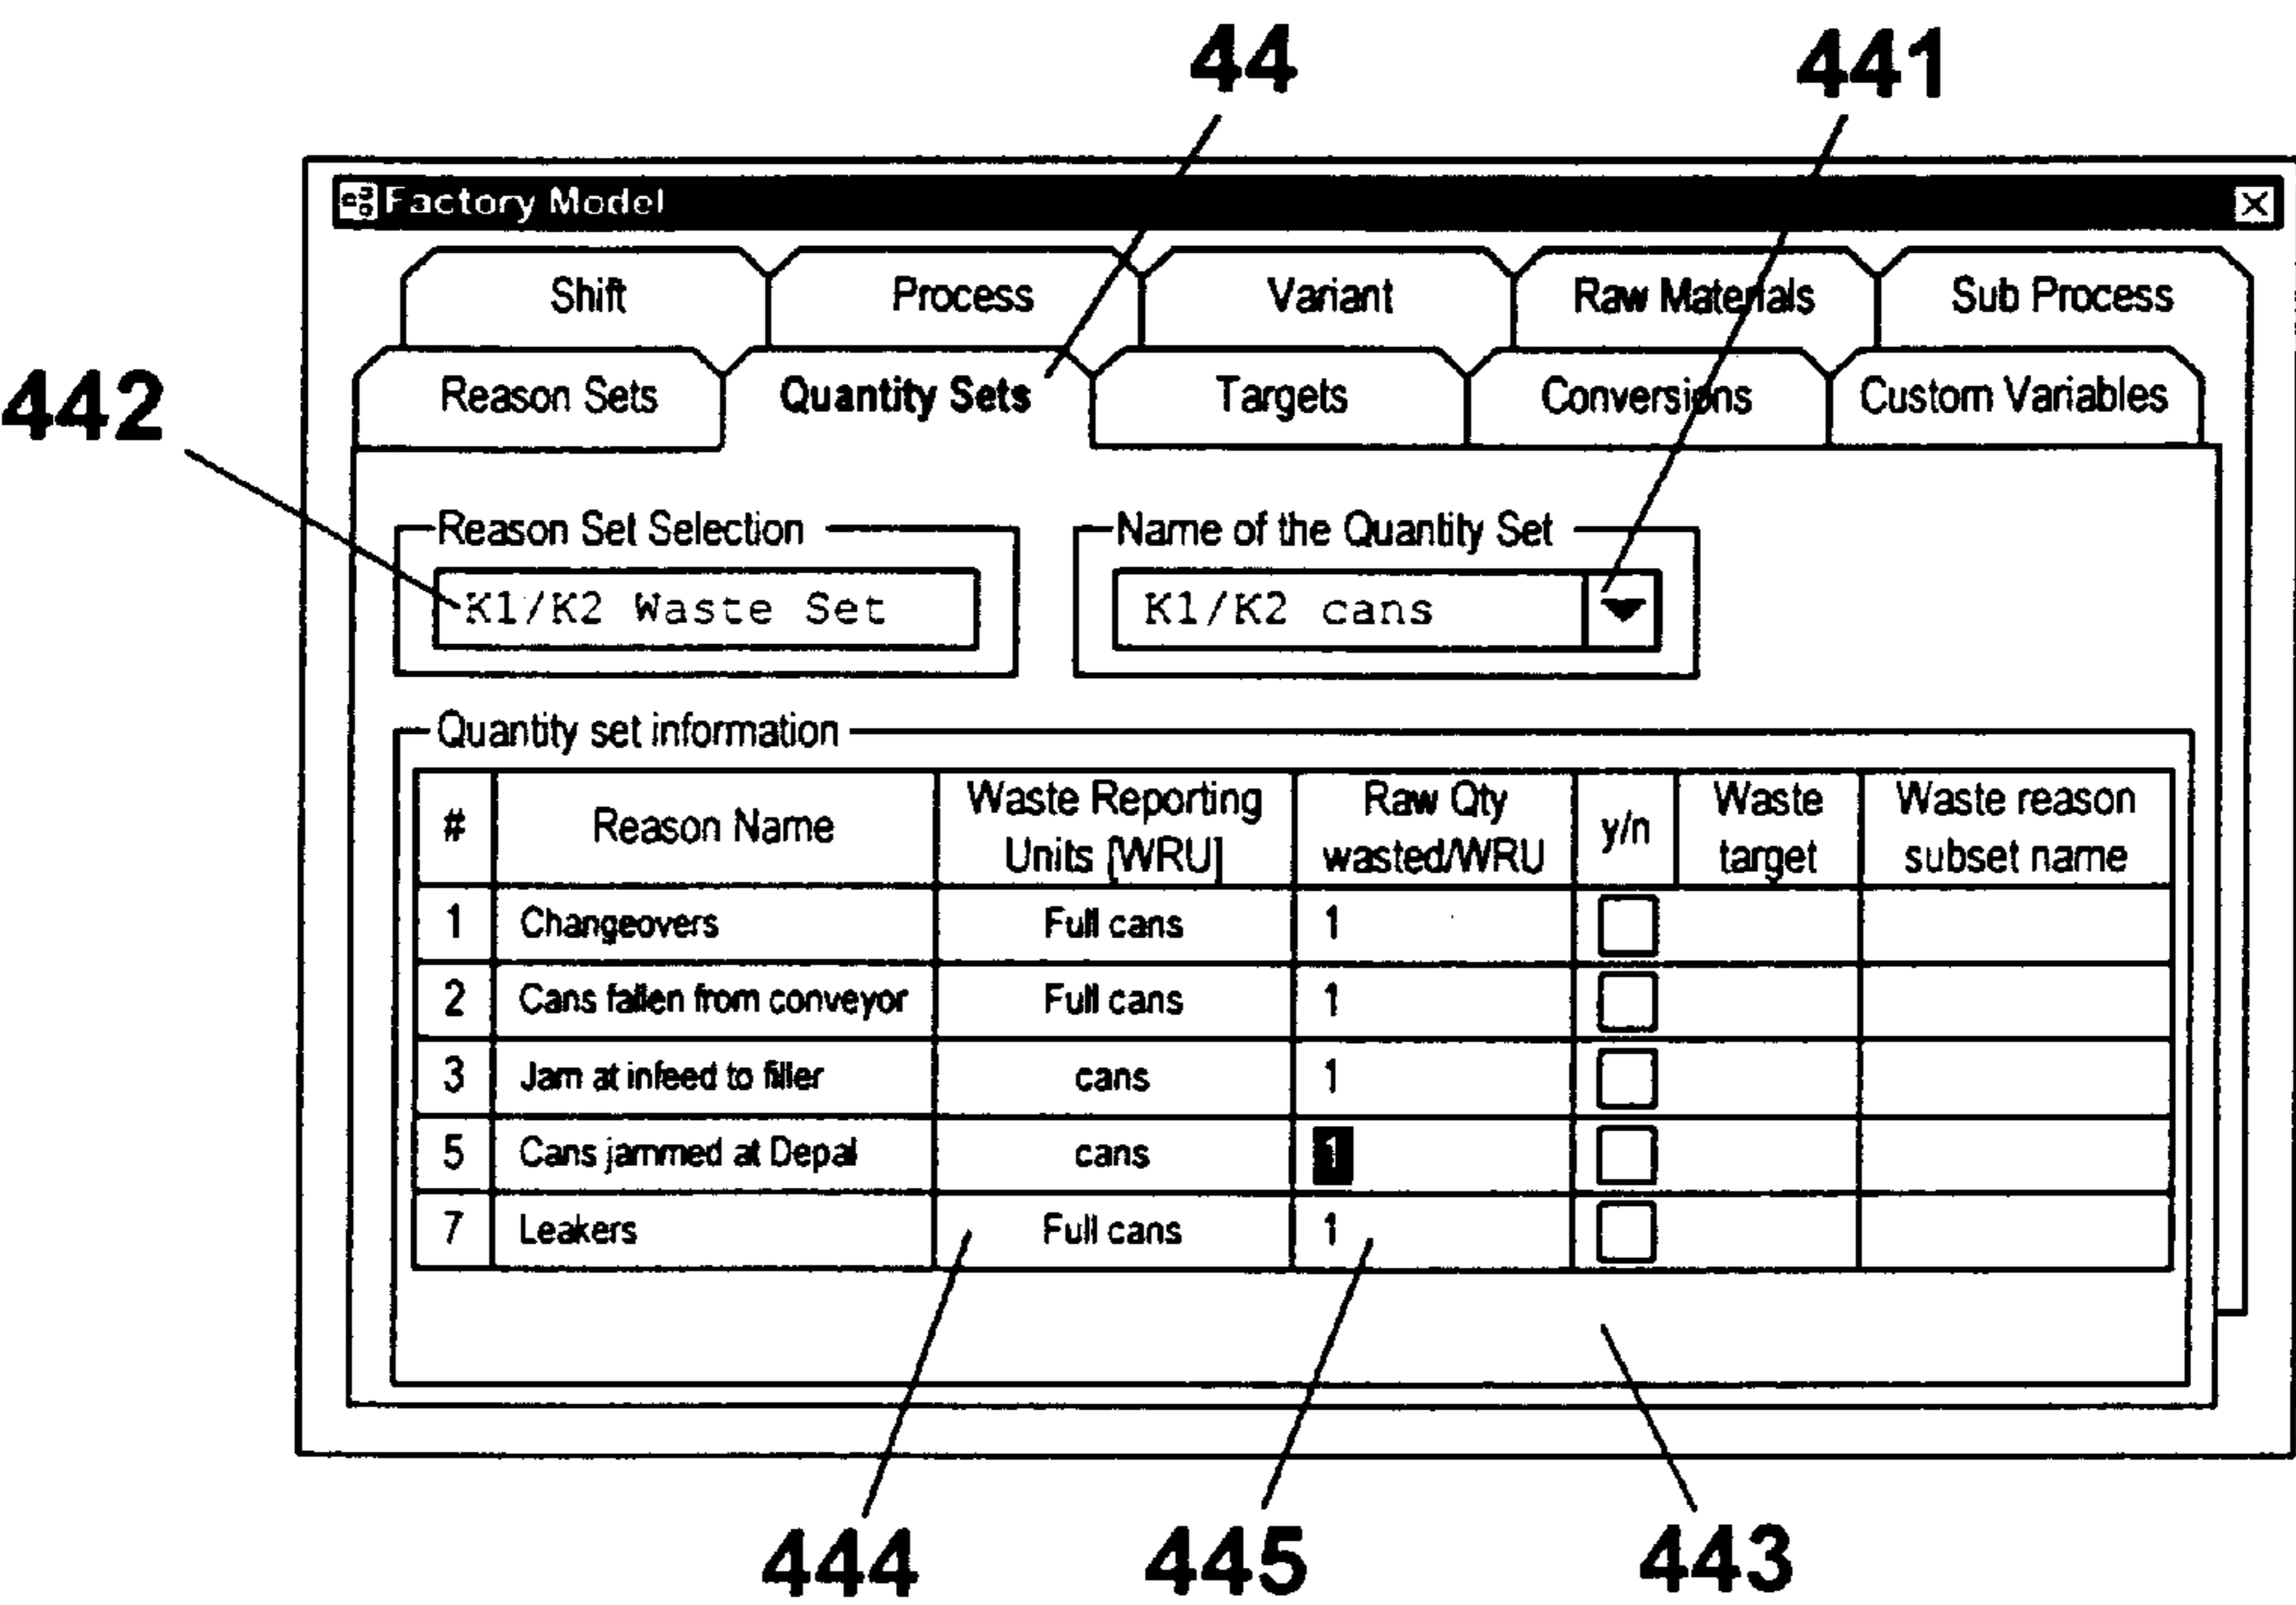 44 441
Factory Model
Shift Process Variant Raw Materials Sub Process
442
Reason Sets Quantity Sets Targets Conversions Custom Variables
Reason Set Selection Name of the Quantity Set
K1/K2 Waste Set K1/K2 cans
Quantity set information
# Reason Name Waste Reporting Units [WRU] Raw Qty wasted/WRU y/n Waste target Waste reason subset name
1 Changeovers Full cans 1
2 Cans fallen from conveyor Full cans 1
3 Jam at infeed to filler cans 1
5 Cans jammed at Depal cans 1
7 Leakers Full cans 1
444 445 443